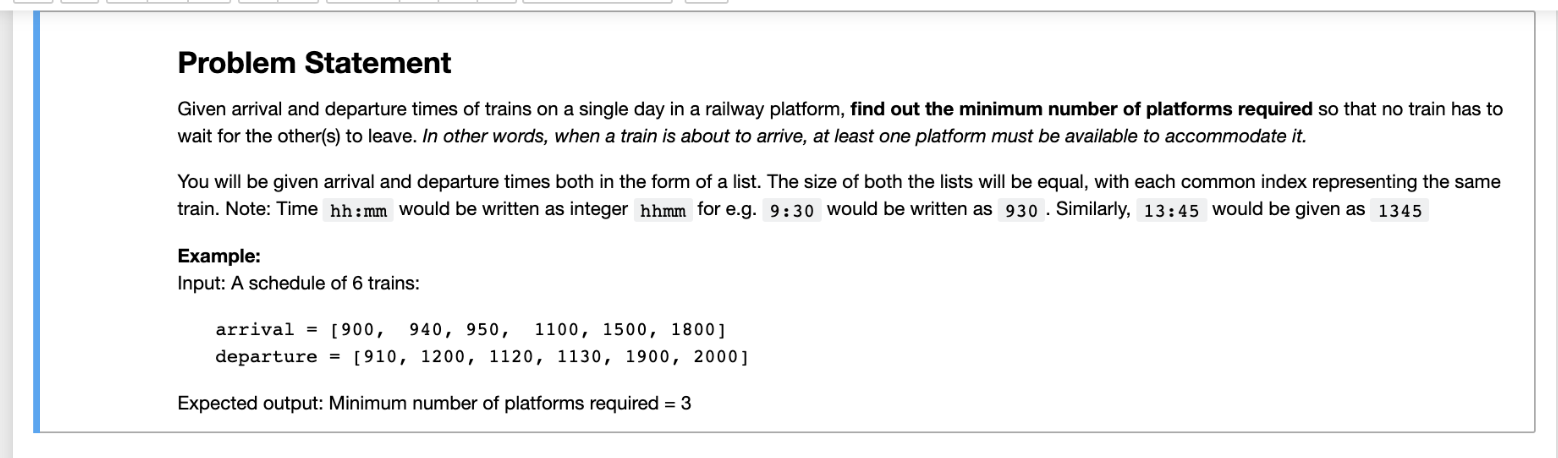 Problem Statement
Given arrival and departure times of trains on a single day in a railway platform, find out the minimum number of platforms required so that no train has to
wait for the other(s) to leave. In other words, when a train is about to arrive, at least one platform must be available to accommodate it.
You will be given arrival and departure times both in the form of a list. The size of both the lists will be equal, with each common index representing the same
train. Note: Time hh:mm would be written as integer hhmm for e.g. 9:30 would be written as 930 . Similarly, 13:45 would be given as 1345
Example:
Input: A schedule of 6 trains:
arrival = [900,  940, 950,  1100, 1500, 1800]
departure = [910, 1200, 1120, 1130, 1900, 2000]
Expected output: Minimum number of platforms required = 3